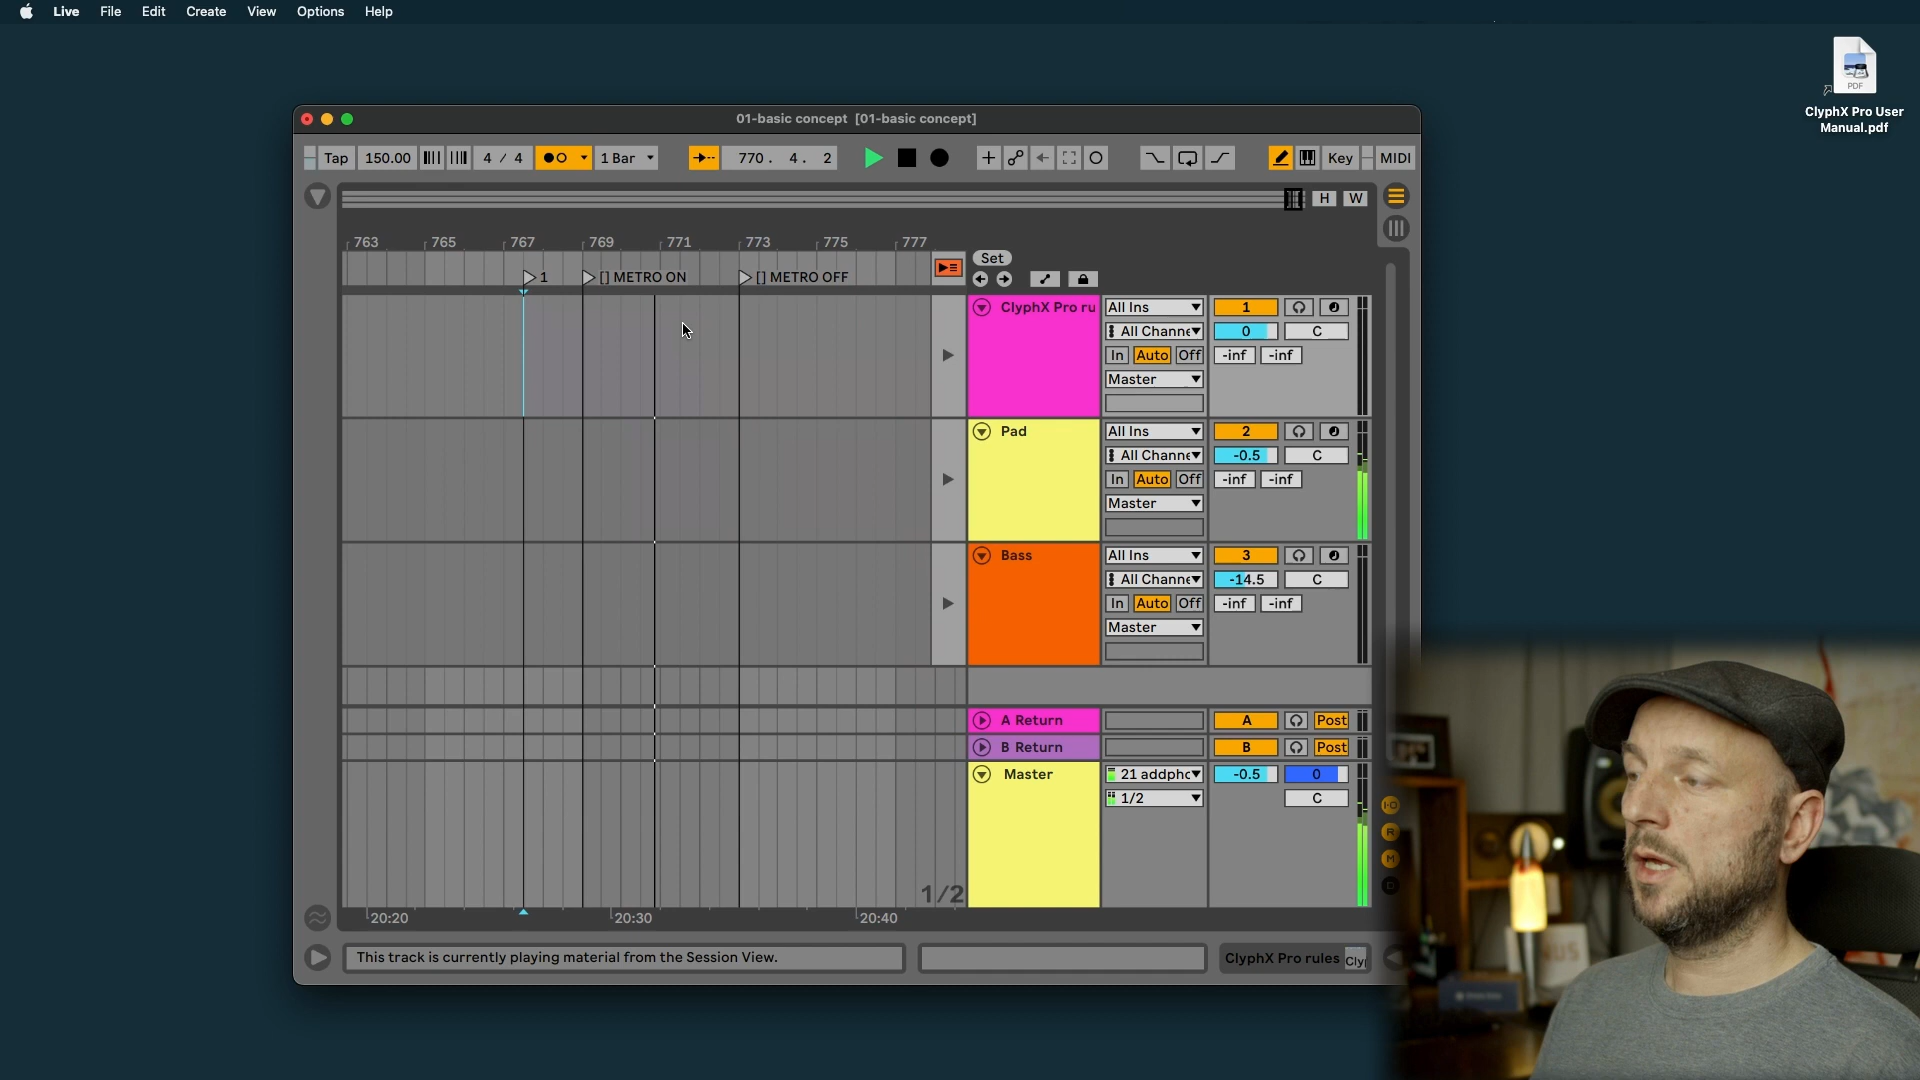 Live File Edit Create View Options Help
PDF
ClyphX Pro User
Manual.pdf
01-basic concept [01-basic concept]
Tap 150.00 4 / 4 1 Bar 770. 4. 2 Key MIDI
H W
763 765 767 769 771 773 775 777
Set
1 [] METRO ON [] METRO OFF
ClyphX Pro ru All Ins 1
All Channe 0 C
In Auto Off -inf -inf
Master
Pad All Ins 2
All Channe -0.5 C
In Auto Off -inf -inf
Master
Bass All Ins 3
All Channe -14.5 C
In Auto Off -inf -inf
Master
A Return A Post
B Return B Post
Master 21 addphc -0.5 0
1/2 C
I·O
R
M
D
1/2
20:20 20:30 20:40
This track is currently playing material from the Session View. ClyphX Pro rules Cly